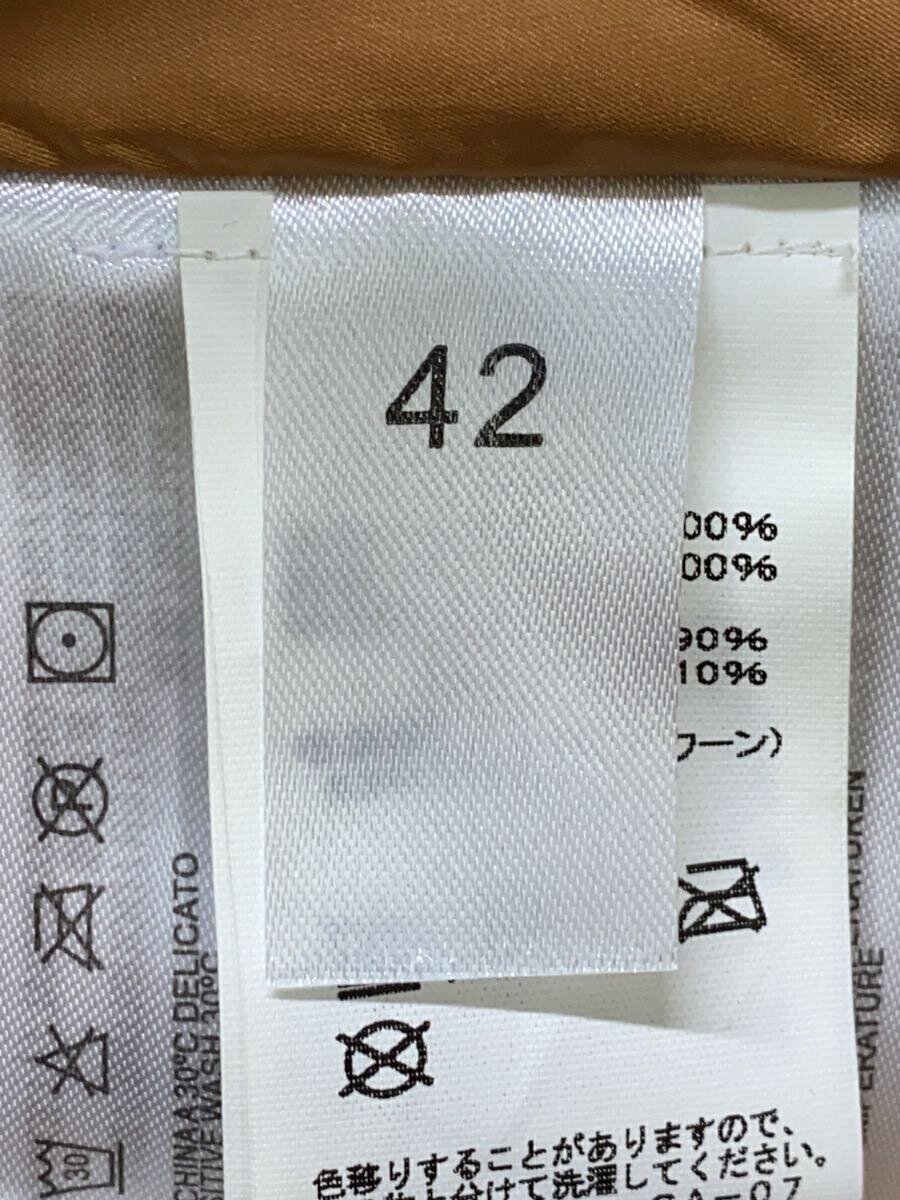 42
00%
00%
90%
10%
ワーン)
30
CHINA A 30°C DELICATO
SITIVE WASH 30°C
ERATURE
色移りすることがありますので、
けて洗濯してください。